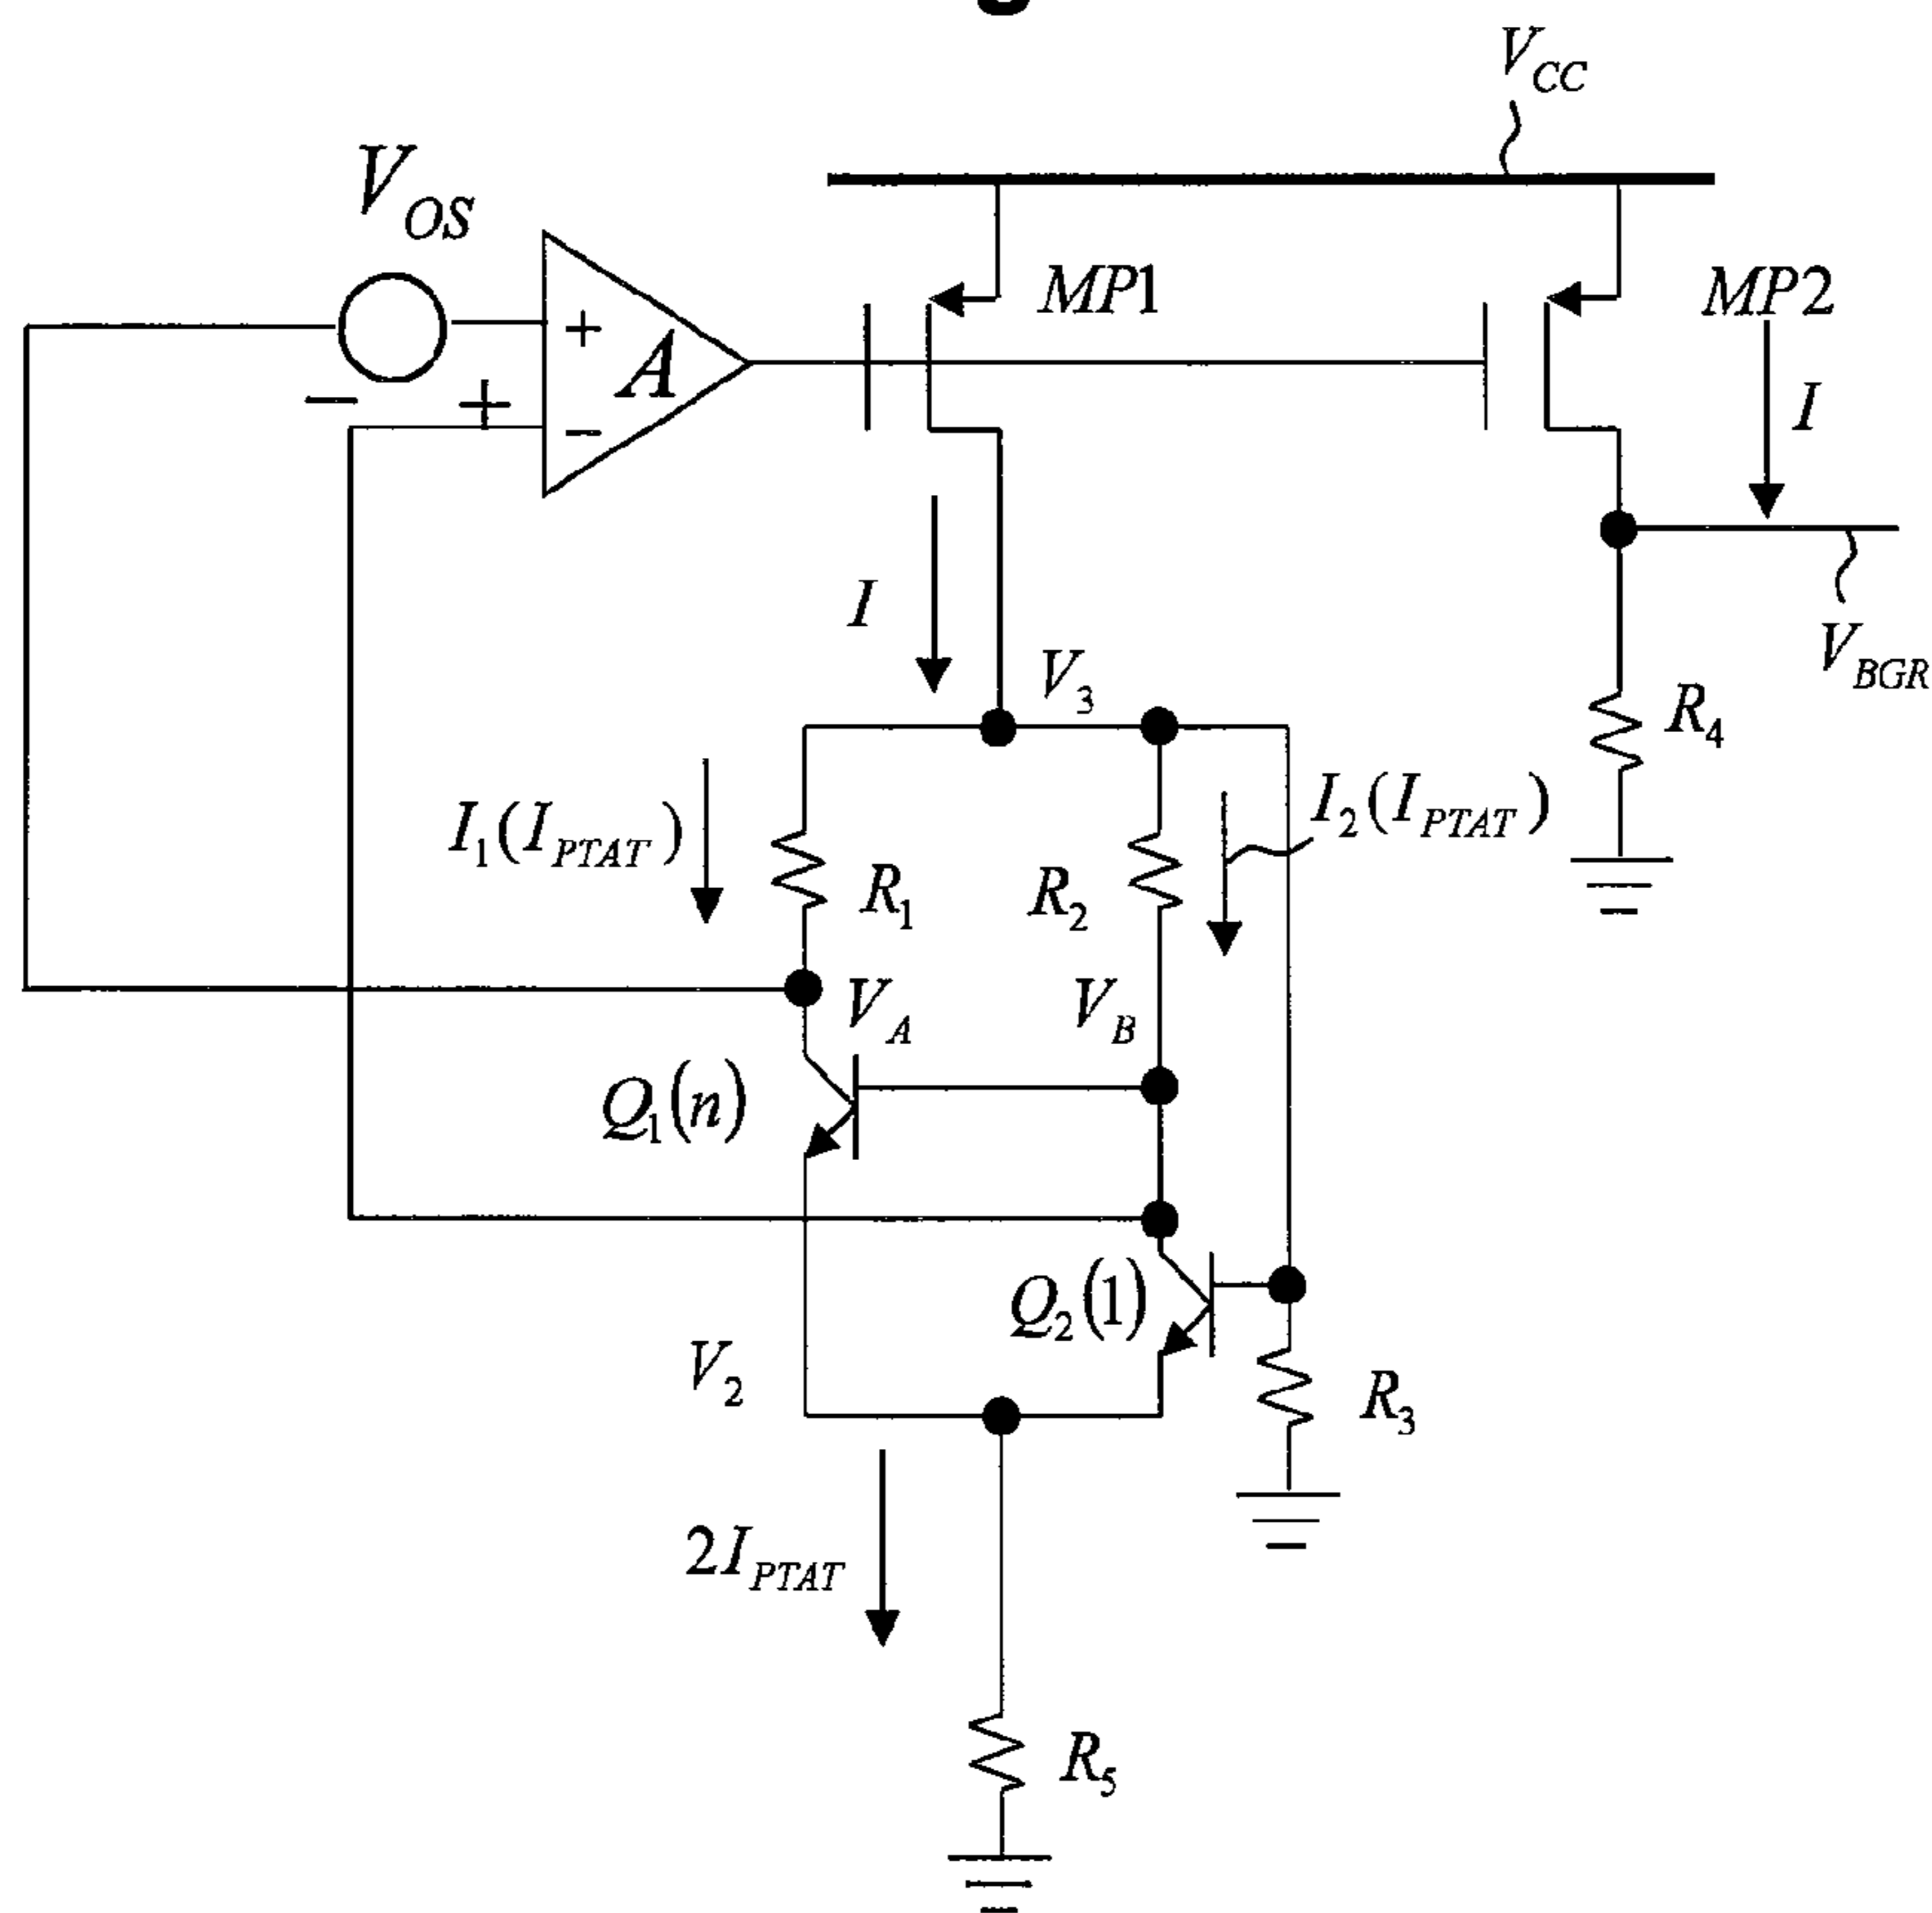 V_CC
V_OS
+
A
−
− +
MP1
MP2
I
I
V_3
V_BGR
R_4
I_1(I_PTAT)
I_2(I_PTAT)
R_1
R_2
V_A
V_B
Q_1(n)
Q_2(1)
V_2
R_3
2I_PTAT
R_5